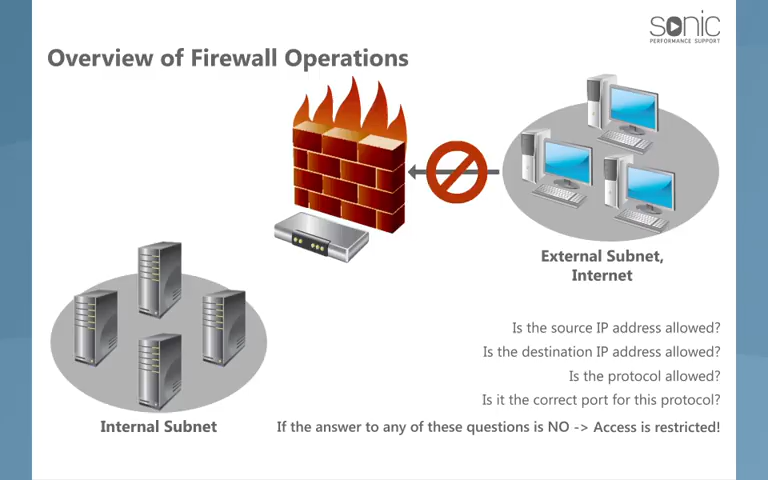 sonic
PERFORMANCE SUPPORT
Overview of Firewall Operations
External Subnet,
Internet
Is the source IP address allowed?
Is the destination IP address allowed?
Is the protocol allowed?
Is it the correct port for this protocol?
Internal Subnet
If the answer to any of these questions is NO -> Access is restricted!